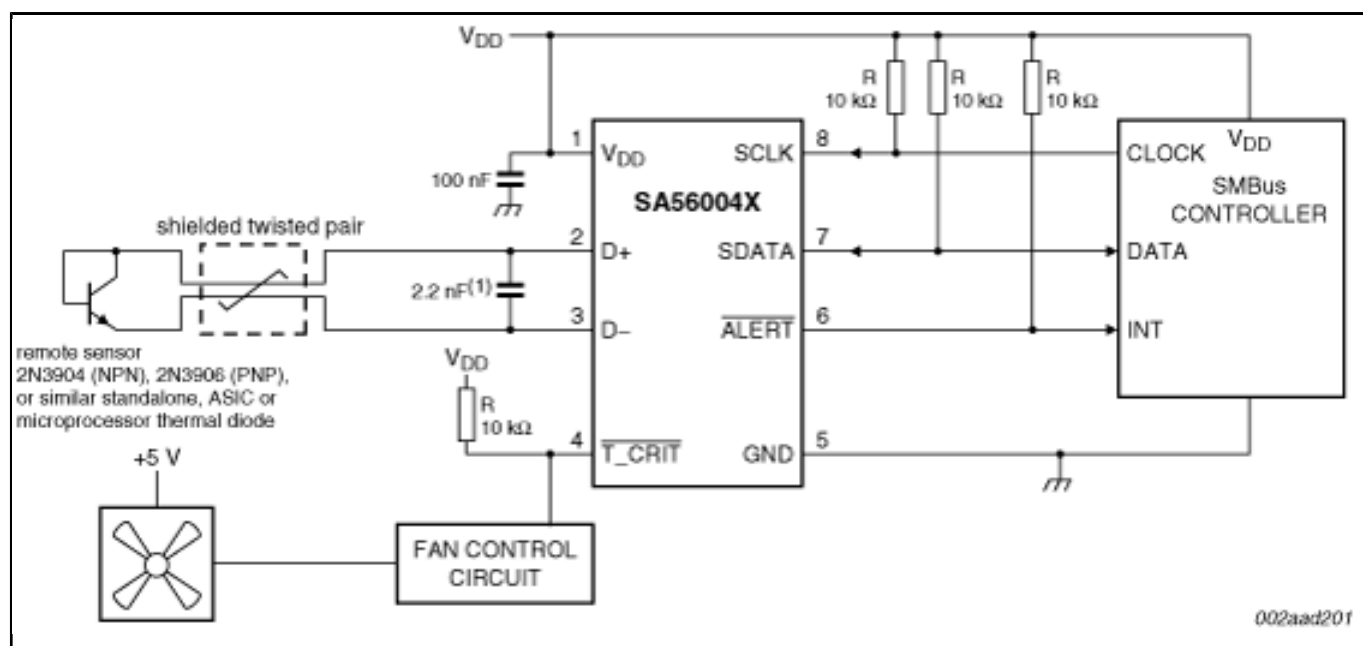 VDD
R
10 kΩ
R
10 kΩ
R
10 kΩ
1
VDD
SCLK
8
CLOCK
VDD
SMBus
CONTROLLER
100 nF
SA56004X
shielded twisted pair
2
D+
SDATA
7
DATA
2.2 nF(1)
3
D−
ALERT
6
INT
remote sensor
2N3904 (NPN), 2N3906 (PNP),
or similar standalone, ASIC or
microprocessor thermal diode
VDD
R
10 kΩ
4
T_CRIT
GND
5
+5 V
FAN CONTROL
CIRCUIT
002aad201